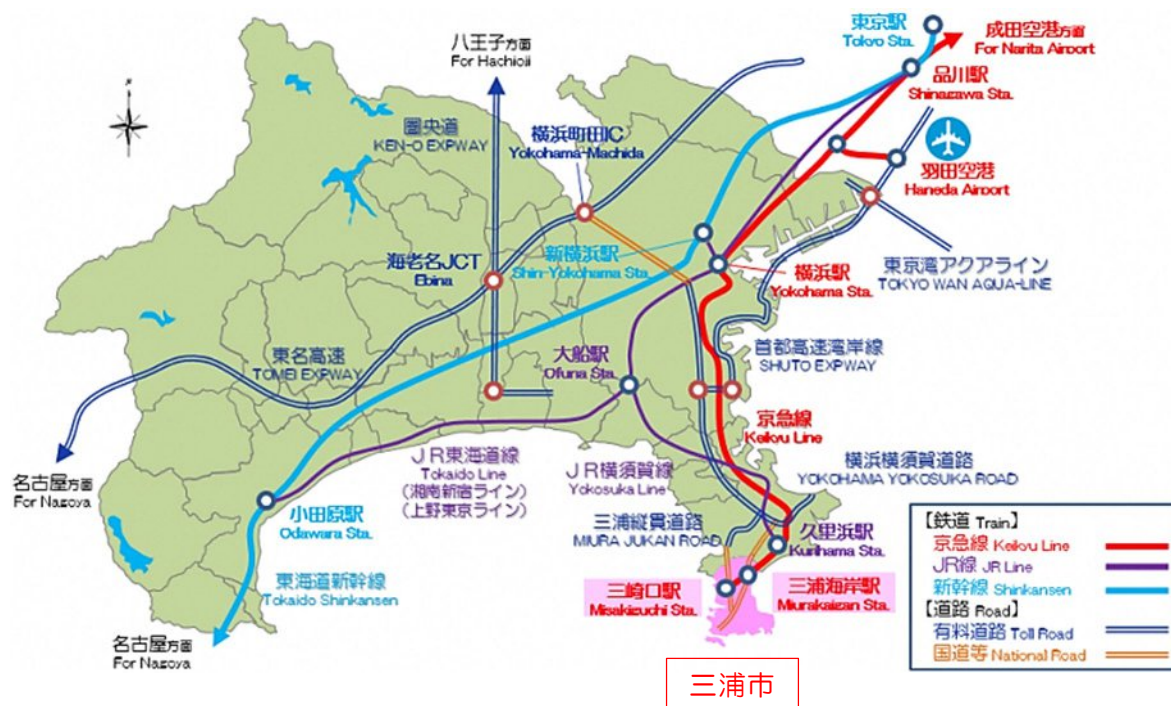 東京駅
Tokyo Sta.
成田空港方面
For Narita Airport
八王子方面
For Hachioji
品川駅
Shinagawa Sta.
圏央道
KEN-O EXPWAY
横浜町田IC
Yokohama-Machida
羽田空港
Haneda Airport
海老名JCT
Ebina
新横浜駅
Shin-Yokohama Sta.
横浜駅
Yokohama Sta.
東京湾アクアライン
TOKYO WAN AQUA-LINE
東名高速
TOMEI EXPWAY
大船駅
Ofuna Sta.
首都高速湾岸線
SHUTO EXPWAY
京急線
Keikyu Line
名古屋方面
For Nagoya
JR東海道線
Tokaido Line
(湘南新宿ライン)
(上野東京ライン)
JR横須賀線
Yokosuka Line
横浜横須賀道路
YOKOHAMA YOKOSUKA ROAD
小田原駅
Odawara Sta.
三浦縦貫道路
MIURA JUKAN ROAD
久里浜駅
Kurihama Sta.
東海道新幹線
Tokaido Shinkansen
三崎口駅
Misakizuchi Sta.
三浦海岸駅
Miurakaizan Sta.
名古屋方面
For Nagoya
【鉄道 Train】
京急線 Keikyu Line
JR線 JR Line
新幹線 Shinkansen
【道路 Road】
有料道路 Toll Road
国道等 National Road
三浦市